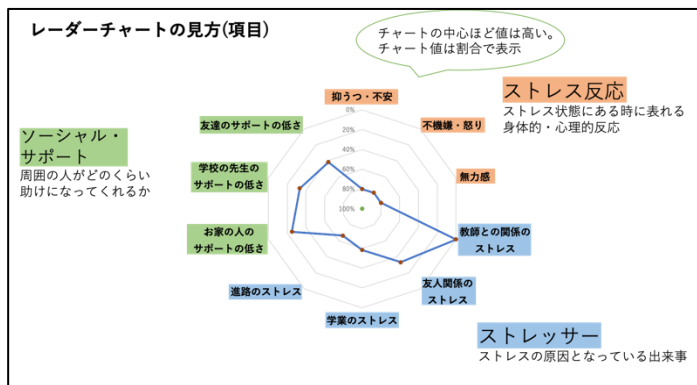 レーダーチャートの見方(項目)
チャートの中心ほど値は高い。
チャート値は割合で表示
ストレス反応
ストレス状態にある時に表れる
身体的・心理的反応
ソーシャル・
サポート
周囲の人がどのくらい
助けになってくれるか
抑うつ・不安
不機嫌・怒り
無力感
教師との関係の
ストレス
友人関係の
ストレス
学業のストレス
進路のストレス
お家の人の
サポートの低さ
学校の先生の
サポートの低さ
友達のサポートの低さ
0%
20%
40%
60%
80%
100%
ストレッサー
ストレスの原因となっている出来事